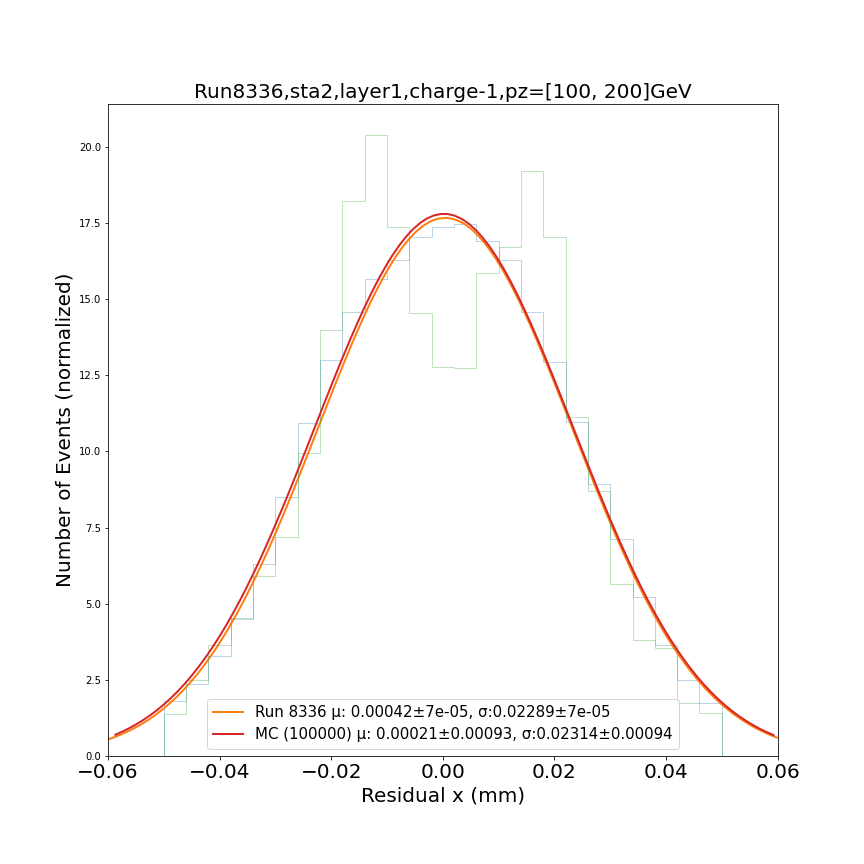 Run8336,sta2,layer1,charge-1,pz=[100, 200]GeV
20.0
17.5
15.0
12.5
10.0
7.5
5.0
2.5
0.0
Number of Events (normalized)
Run 8336 μ: 0.00042±7e-05, σ:0.02289±7e-05
MC (100000) μ: 0.00021±0.00093, σ:0.02314±0.00094
−0.06 −0.04 −0.02 0.00 0.02 0.04 0.06
Residual x (mm)